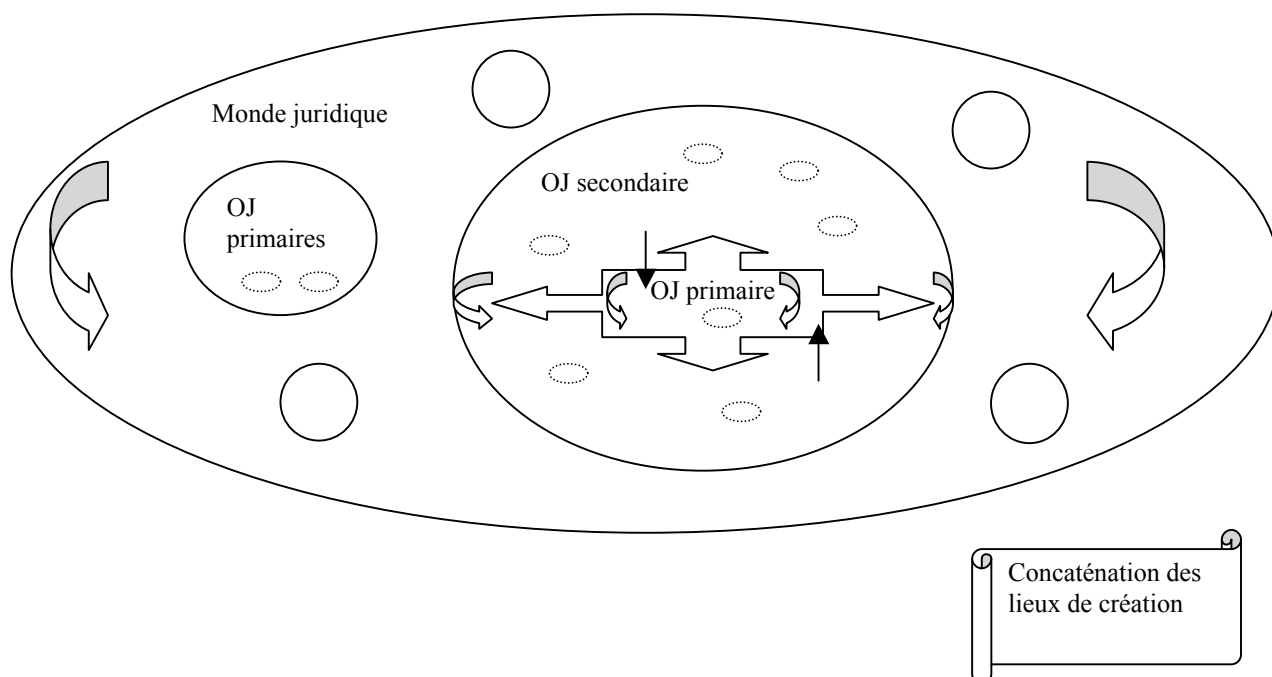 Monde juridique
OJ secondaire
OJ
primaires
OJ primaire
Concaténation des
lieux de création